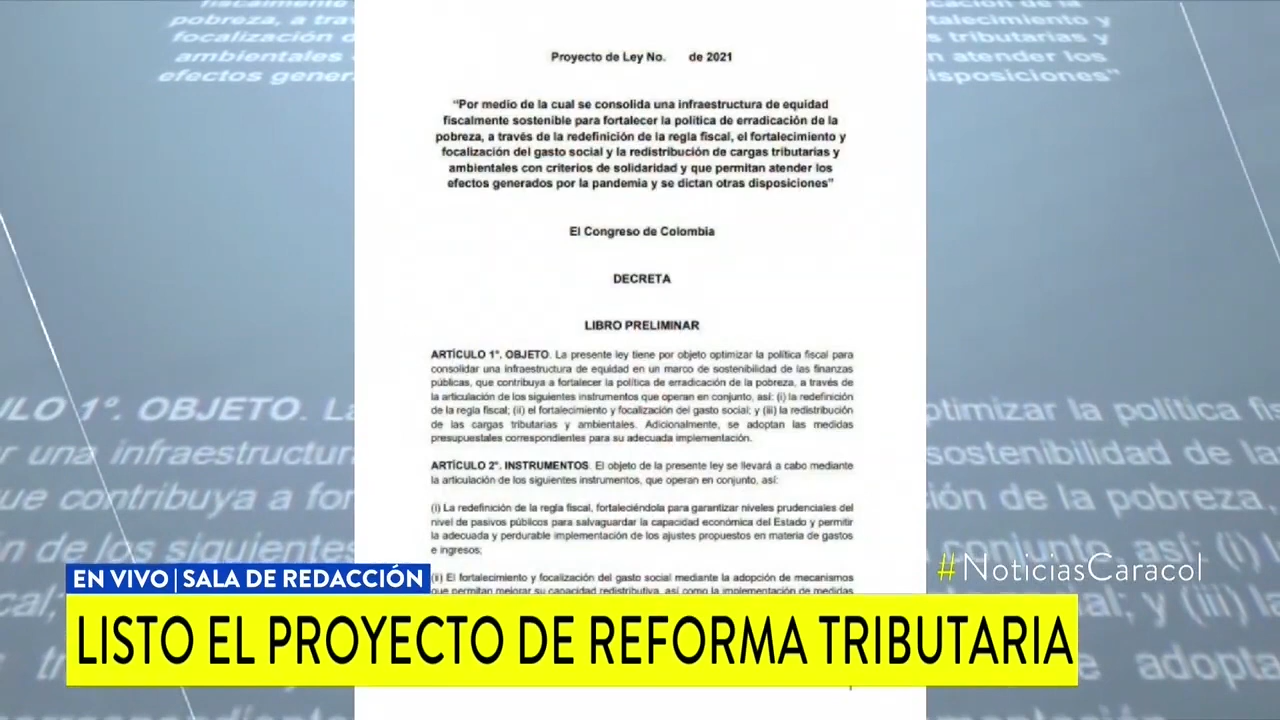 Proyecto de Ley No. de 2021
“Por medio de la cual se consolida una infraestructura de equidad
fiscalmente sostenible para fortalecer la política de erradicación de la
pobreza, a través de la redefinición de la regla fiscal, el fortalecimiento y
focalización del gasto social y la redistribución de cargas tributarias y
ambientales con criterios de solidaridad y que permitan atender los
efectos generados por la pandemia y se dictan otras disposiciones”
El Congreso de Colombia
DECRETA
LIBRO PRELIMINAR
ARTÍCULO 1°. OBJETO. La presente ley tiene por objeto optimizar la política fiscal para
consolidar una infraestructura de equidad en un marco de sostenibilidad de las finanzas
públicas, que contribuya a fortalecer la política de erradicación de la pobreza, a través de
la articulación de los siguientes instrumentos que operan en conjunto, así: (i) la redefinición
de la regla fiscal; (ii) el fortalecimiento y focalización del gasto social; y (iii) la redistribución
de las cargas tributarias y ambientales. Adicionalmente, se adoptan las medidas
presupuestales correspondientes para su adecuada implementación.
ARTÍCULO 2°. INSTRUMENTOS. El objeto de la presente ley se llevará a cabo mediante
la articulación de los siguientes instrumentos, que operan en conjunto, así:
(i) La redefinición de la regla fiscal, fortaleciéndola para garantizar niveles prudenciales del
nivel de pasivos públicos para salvaguardar la capacidad económica del Estado y permitir
la adecuada y perdurable implementación de los ajustes propuestos en materia de gastos
e ingresos;
(ii) El fortalecimiento y focalización del gasto social mediante la adopción de mecanismos
que permitan mejorar su capacidad redistributiva, así como la implementación de medidas
#NoticiasCaracol
EN VIVO | SALA DE REDACCIÓN
LISTO EL PROYECTO DE REFORMA TRIBUTARIA